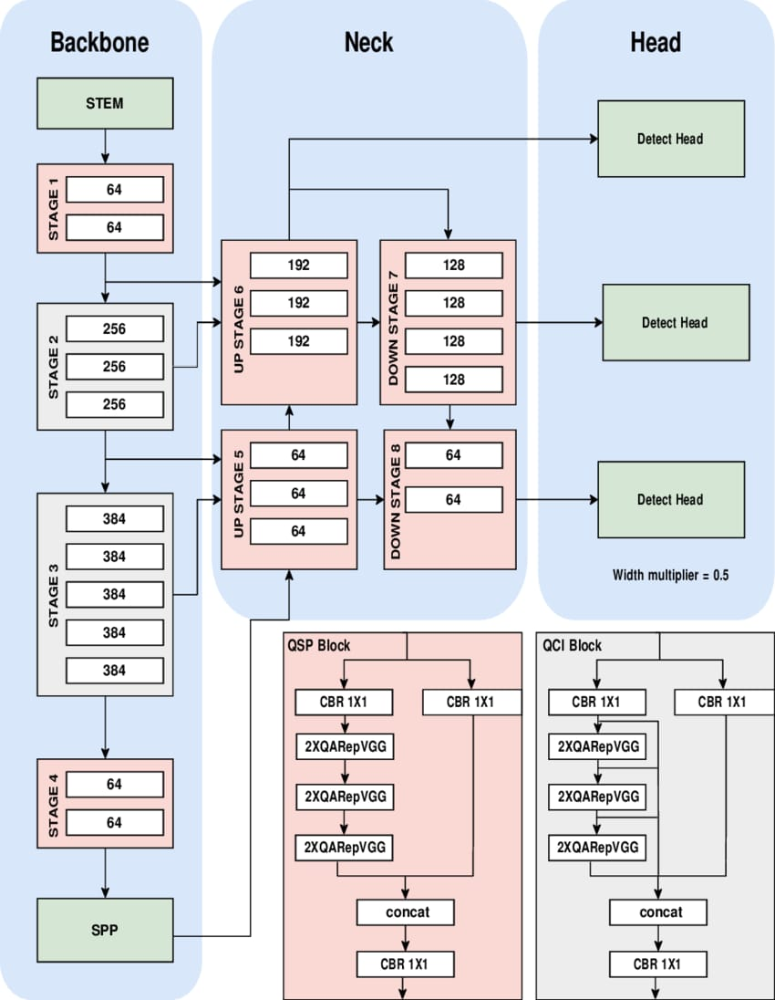 Backbone
Neck
Head
STEM
STAGE 1
64
64
STAGE 2
256
256
256
STAGE 3
384
384
384
384
384
STAGE 4
64
64
SPP
UP STAGE 6
192
192
192
DOWN STAGE 7
128
128
128
128
UP STAGE 5
64
64
64
DOWN STAGE 8
64
64
Detect Head
Detect Head
Detect Head
Width multiplier = 0.5
QSP Block
CBR 1X1
CBR 1X1
2XQARepVGG
2XQARepVGG
2XQARepVGG
concat
CBR 1X1
QCI Block
CBR 1X1
CBR 1X1
2XQARepVGG
2XQARepVGG
2XQARepVGG
concat
CBR 1X1